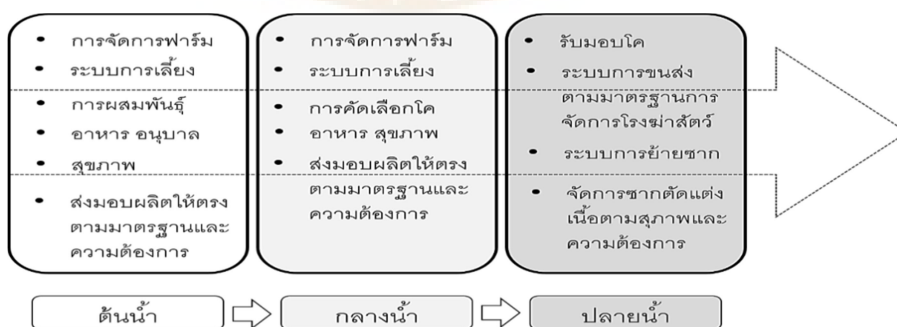 • การจัดการฟาร์ม
• ระบบการเลี้ยง
• การผสมพันธุ์
• อาหาร อนุบาล
• สุขภาพ
• ส่งมอบผลิตให้ตรง
ตามมาตรฐานและ
ความต้องการ
• การจัดการฟาร์ม
• ระบบการเลี้ยง
• การคัดเลือกโค
• อาหาร สุขภาพ
• ส่งมอบผลิตให้ตรง
ตามมาตรฐานและ
ความต้องการ
• รับมอบโค
• ระบบการขนส่ง
ตามมาตรฐานการ
จัดการโรงฆ่าสัตว์
• ระบบการย้ายซาก
• จัดการซากตัดแต่ง
เนื้อตามสุภาพและ
ความต้องการ
ต้นน้ำ
กลางน้ำ
ปลายน้ำ